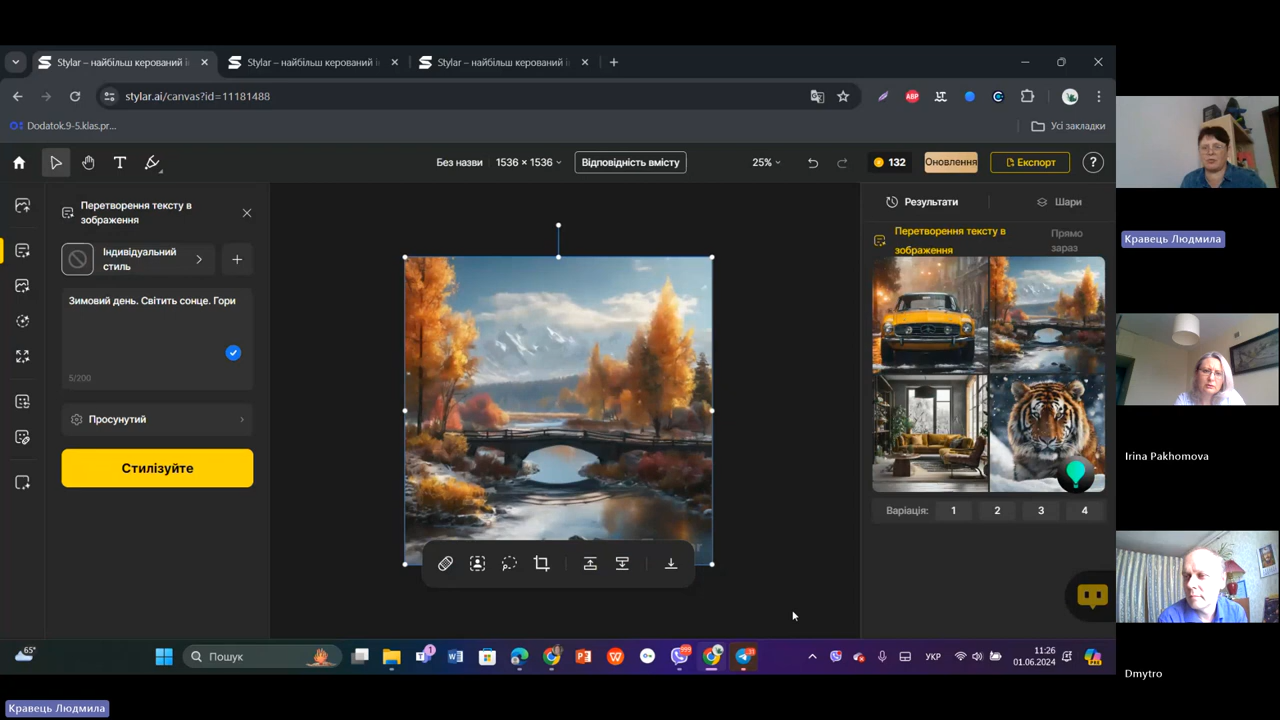 Stylar – найбільш керований і
Stylar – найбільш керований і
Stylar – найбільш керований і
stylar.ai/canvas?id=11181488
ABP
Dodatok.9-5.klas.pr...
Усі закладки
Без назви
1536 × 1536
Відповідність вмісту
25%
132
Оновлення
Експорт
?
Перетворення тексту в
зображення
Індивідуальний
стиль
Зимовий день. Світить сонце. Гори
5/200
Просунутий
Стилізуйте
Результати
Шари
Перетворення тексту в
зображення
Прямо
зараз
Варіація:
1
2
3
4
65°
Пошук
УКР
11:26
01.06.2024
Кравець Людмила
Irina Pakhomova
Dmytro
Кравець Людмила